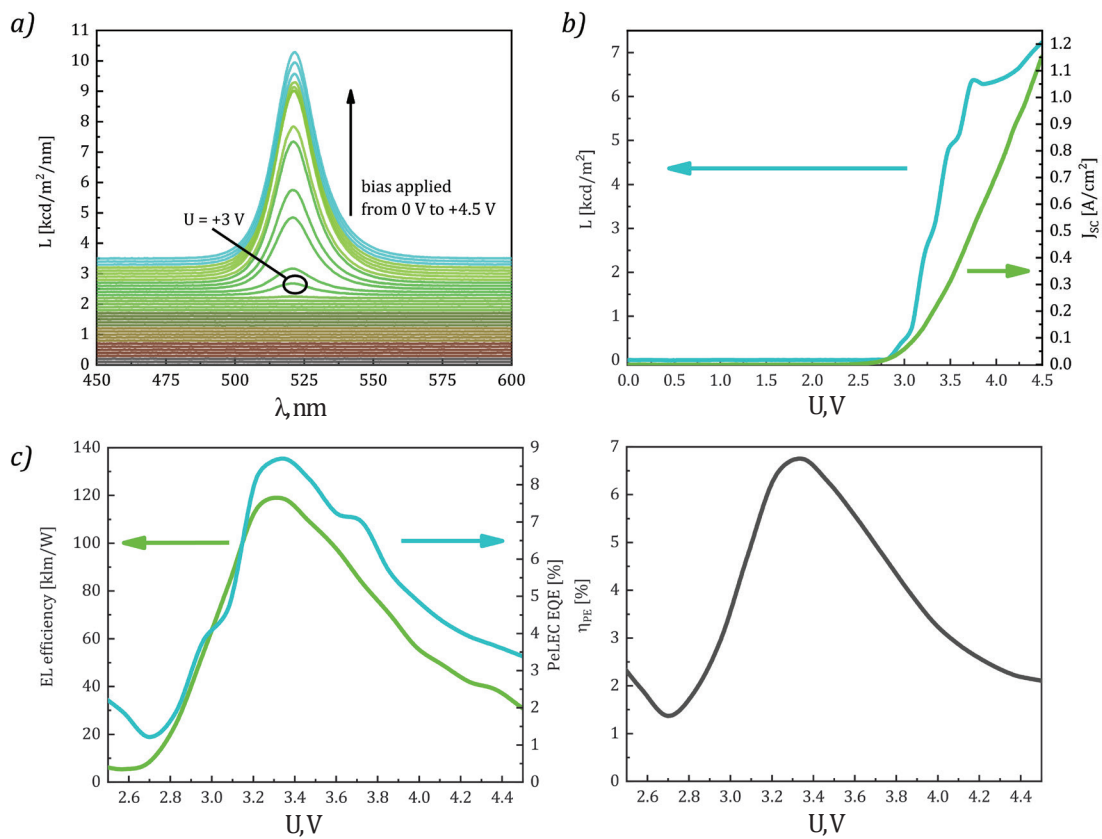 a)
L [kcd/m²/nm]
11
10
9
8
7
6
5
4
3
2
1
0
U = +3 V
bias applied
from 0 V to +4.5 V
450 475 500 525 550 575 600
λ, nm
b)
L [kcd/m²]
7
6
5
4
3
2
1
0
1.2
1.1
1.0
0.9
0.8
0.7
0.6
0.5
0.4
0.3
0.2
0.1
0.0
J_SC [A/cm²]
0.0 0.5 1.0 1.5 2.0 2.5 3.0 3.5 4.0 4.5
U, V
c)
EL efficiency [klm/W]
140
120
100
80
60
40
20
0
9
8
7
6
5
4
3
2
1
0
PeLEC EQE [%]
2.6 2.8 3.0 3.2 3.4 3.6 3.8 4.0 4.2 4.4
U, V
η_PE [%]
7
6
5
4
3
2
1
0
2.6 2.8 3.0 3.2 3.4 3.6 3.8 4.0 4.2 4.4
U, V